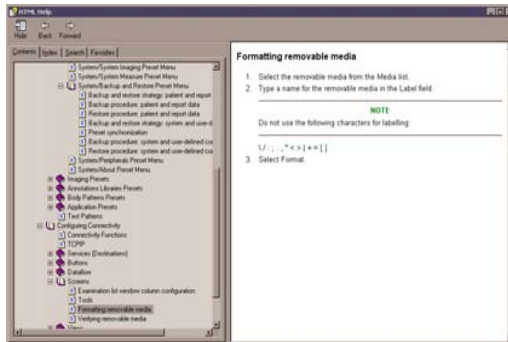 HTML Help
Hide Back Forward
Contents Index Search Favorites
System/System Imaging Preset Menu
System/System Measure Preset Menu
System/Backup and Restore Preset Menu
Backup and restore strategy: patient and report
Backup procedure: patient and report data
Restore procedure: patient and report data
Backup and restore strategy: system and user-d
Preset synchronization
Backup procedure: system and user-defined co
Restore procedure: system and user-defined co
System/Peripherals Preset Menu
System/About Preset Menu
Imaging Presets
Annotations Libraries Presets
Body Patterns Presets
Application Presets
Test Patterns
Configuring Connectivity
Connectivity Functions
TCPIP
Services (Destinations)
Buttons
Dataflow
Screens
Examination list window column configuration
Tools
Formatting removable media
Verifying removable media
Views
Formatting removable media
1. Select the removable media from the Media list.
2. Type a name for the removable media in the Label field.
NOTE
Do not use the following characters for labelling:
\ / : ; . , * < > | + = [ ]
3. Select Format.